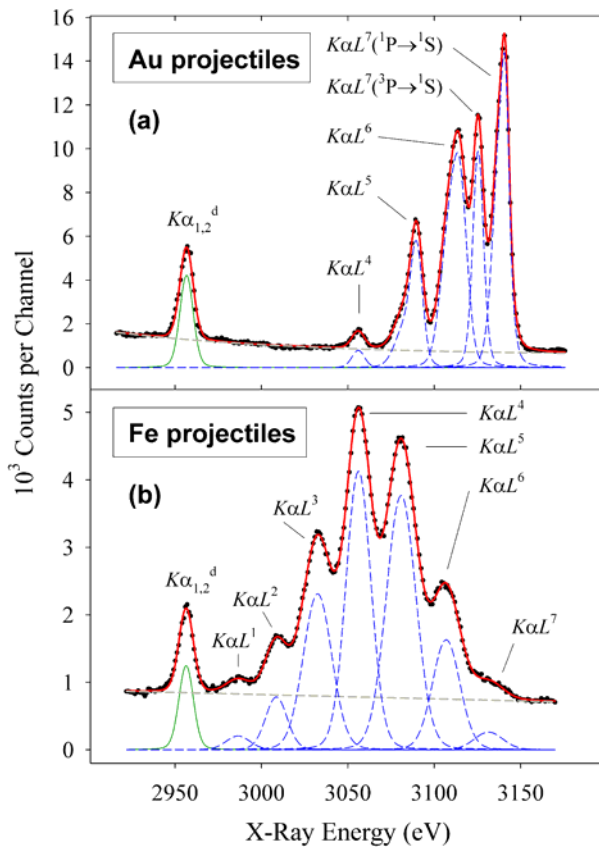 16
14
12
10
8
6
4
2
0
Au projectiles
(a)
KαL⁷(¹P→¹S)
KαL⁷(³P→¹S)
KαL⁶
KαL⁵
Kα₁,₂ᵈ
KαL⁴
10³ Counts per Channel
5
4
3
2
1
0
Fe projectiles
(b)
KαL⁴
KαL⁵
KαL⁶
KαL³
Kα₁,₂ᵈ
KαL²
KαL¹
KαL⁷
2950 3000 3050 3100 3150
X-Ray Energy (eV)